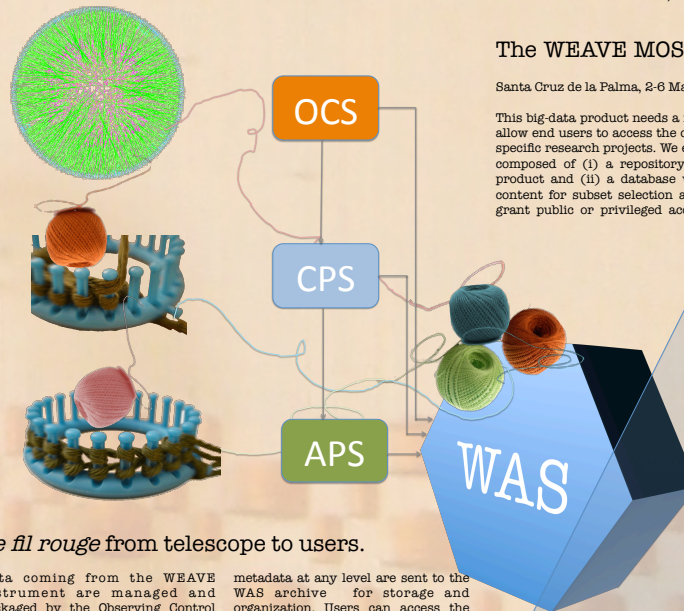 The WEAVE MOS
Santa Cruz de la Palma, 2-6 Ma
This big-data product needs a
allow end users to access the
specific research projects. We
composed of (i) a repository
product and (ii) a database
content for subset selection
grant public or privileged
OCS
CPS
APS
WAS
fil rouge from telescope to users.
coming from the WEAVE
are managed and
by the Observing Control
metadata at any level are sent to the
WAS archive for storage and
organization. Users can access the